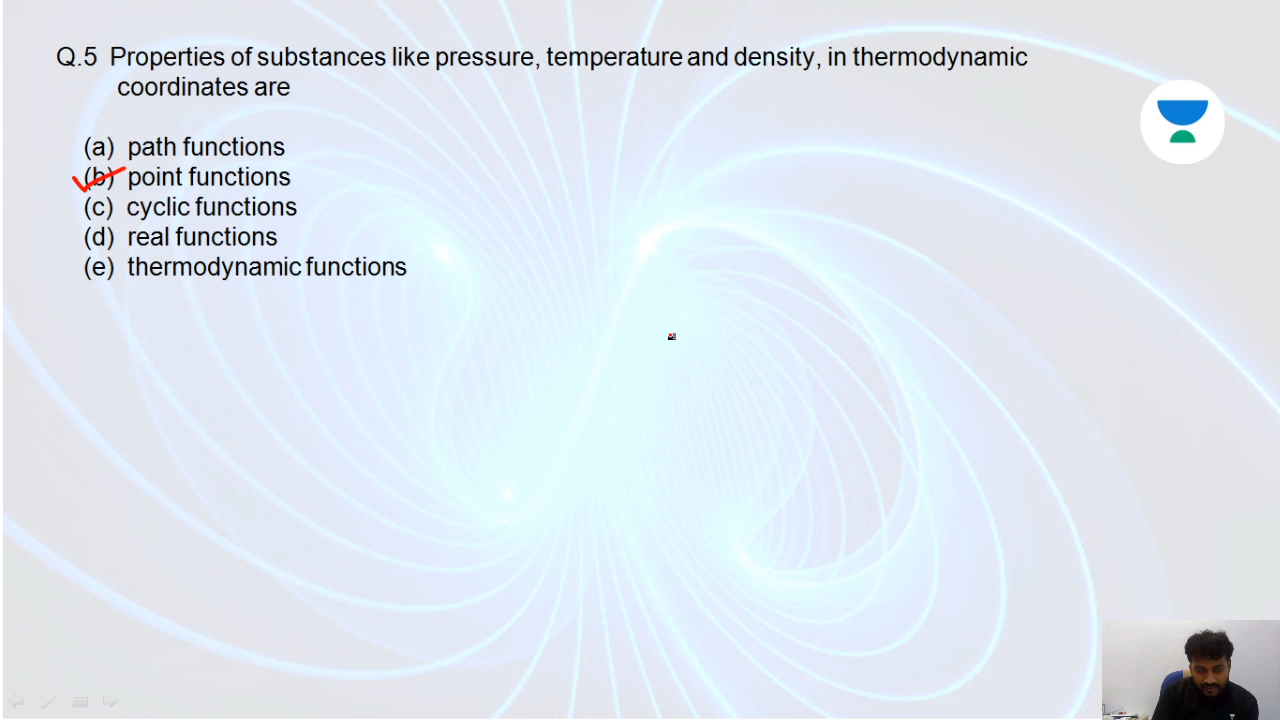 Q.5 Properties of substances like pressure, temperature and density, in thermodynamic
coordinates are
(a) path functions
(b) point functions
(c) cyclic functions
(d) real functions
(e) thermodynamic functions